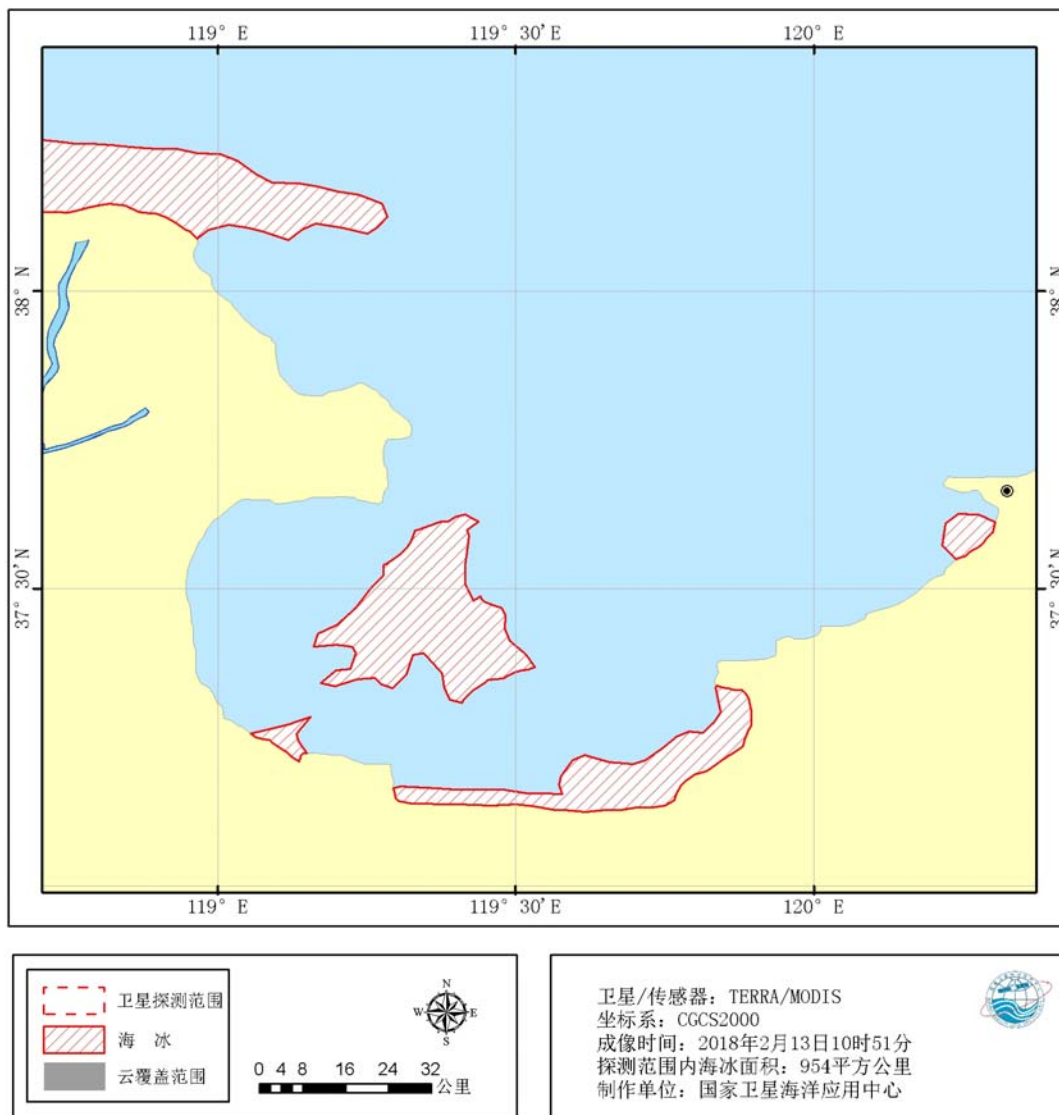 119° E 119° 30′ E 120° E
38° N 38° N
37° 30′ N 37° 30′ N
119° E 119° 30′ E 120° E
卫星探测范围
海 冰
云覆盖范围
N
W E
S
0 4 8 16 24 32
公里
卫星/传感器：TERRA/MODIS
坐标系：CGCS2000
成像时间：2018年2月13日10时51分
探测范围内海冰面积：954平方公里
制作单位：国家卫星海洋应用中心